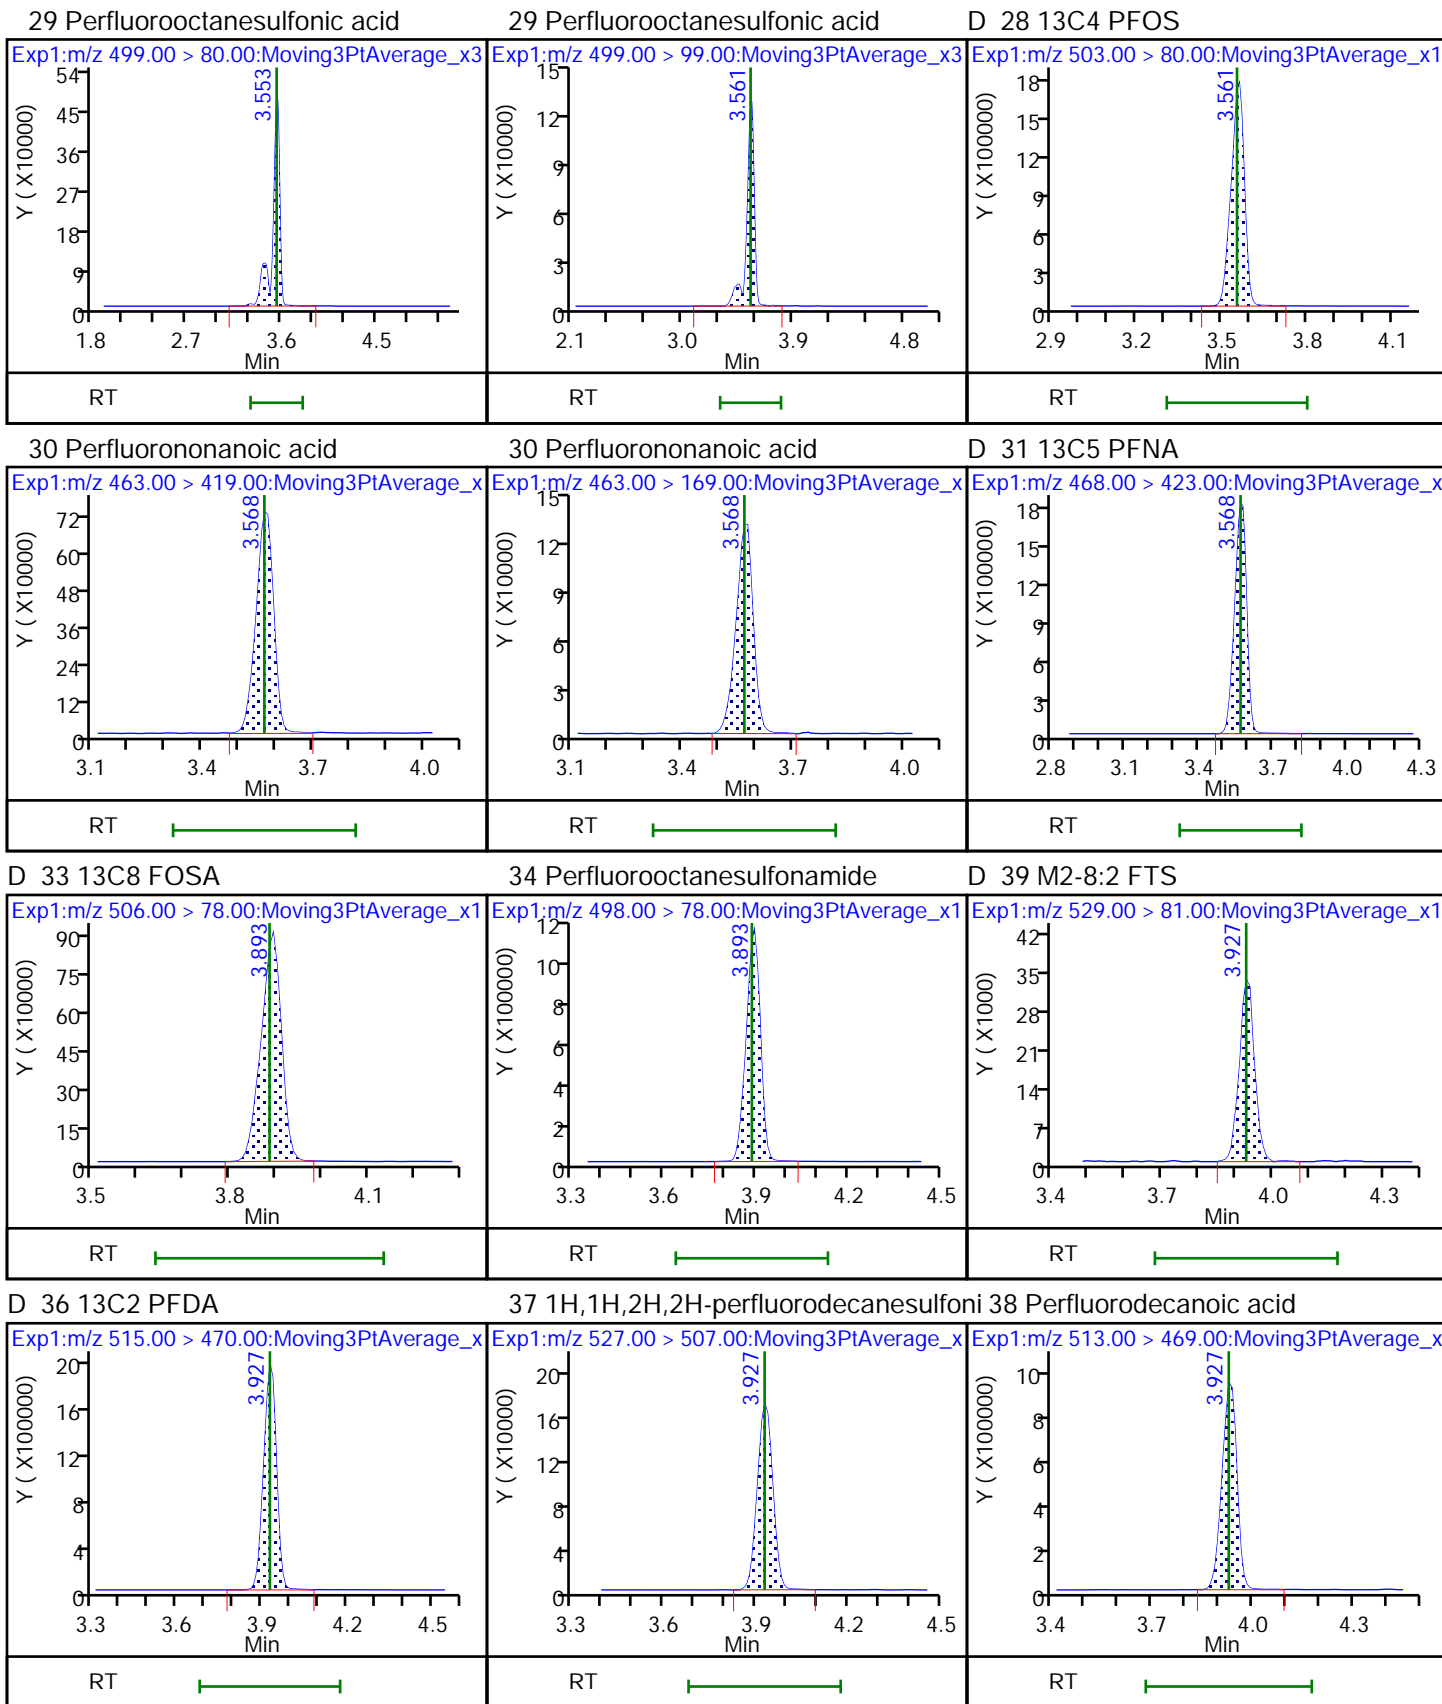 29 Perfluorooctanesulfonic acid
Exp1:m/z 499.00 > 80.00:Moving3PtAverage_x3
Y ( X100000)
54
45
36
27
18
9
0
3.553
1.8 2.7 3.6 4.5
Min
RT
29 Perfluorooctanesulfonic acid
Exp1:m/z 499.00 > 99.00:Moving3PtAverage_x3
Y ( X100000)
15
12
9
6
3
0
3.561
2.1 3.0 3.9 4.8
Min
RT
D 28 13C4 PFOS
Exp1:m/z 503.00 > 80.00:Moving3PtAverage_x1
Y ( X100000)
18
15
12
9
6
3
0
3.561
2.9 3.2 3.5 3.8 4.1
Min
RT
30 Perfluorononanoic acid
Exp1:m/z 463.00 > 419.00:Moving3PtAverage_x
Y ( X10000)
72
60
48
36
24
12
0
3.568
3.1 3.4 3.7 4.0
Min
RT
30 Perfluorononanoic acid
Exp1:m/z 463.00 > 169.00:Moving3PtAverage_x
Y ( X10000)
15
12
9
6
3
0
3.568
3.1 3.4 3.7 4.0
Min
RT
D 31 13C5 PFNA
Exp1:m/z 468.00 > 423.00:Moving3PtAverage_x
Y ( X100000)
18
15
12
9
6
3
0
3.568
2.8 3.1 3.4 3.7 4.0 4.3
Min
RT
D 33 13C8 FOSA
Exp1:m/z 506.00 > 78.00:Moving3PtAverage_x1
Y ( X10000)
90
75
60
45
30
15
0
3.893
3.5 3.8 4.1
Min
RT
34 Perfluorooctanesulfonamide
Exp1:m/z 498.00 > 78.00:Moving3PtAverage_x1
Y ( X100000)
12
10
8
6
4
2
0
3.893
3.3 3.6 3.9 4.2 4.5
Min
RT
D 39 M2-8:2 FTS
Exp1:m/z 529.00 > 81.00:Moving3PtAverage_x1
Y ( X1000)
42
35
28
21
14
7
0
3.927
3.4 3.7 4.0 4.3
Min
RT
D 36 13C2 PFDA
Exp1:m/z 515.00 > 470.00:Moving3PtAverage_x
Y ( X100000)
20
16
12
8
4
0
3.927
3.3 3.6 3.9 4.2 4.5
Min
RT
37 1H,1H,2H,2H-perfluorodecanesulfoni
Exp1:m/z 527.00 > 507.00:Moving3PtAverage_x
Y ( X100000)
20
16
12
8
4
0
3.927
3.3 3.6 3.9 4.2 4.5
Min
RT
38 Perfluorodecanoic acid
Exp1:m/z 513.00 > 469.00:Moving3PtAverage_x
Y ( X100000)
10
8
6
4
2
0
3.927
3.4 3.7 4.0 4.3
Min
RT